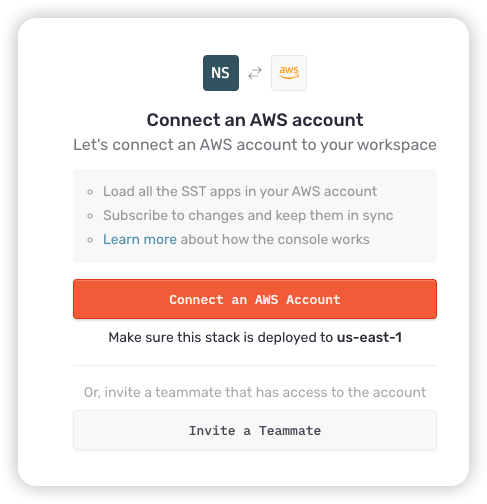 NS
aws
Connect an AWS account
Let's connect an AWS account to your workspace
Load all the SST apps in your AWS account
Subscribe to changes and keep them in sync
Learn more about how the console works
Connect an AWS Account
Make sure this stack is deployed to us-east-1
Or, invite a teammate that has access to the account
Invite a Teammate